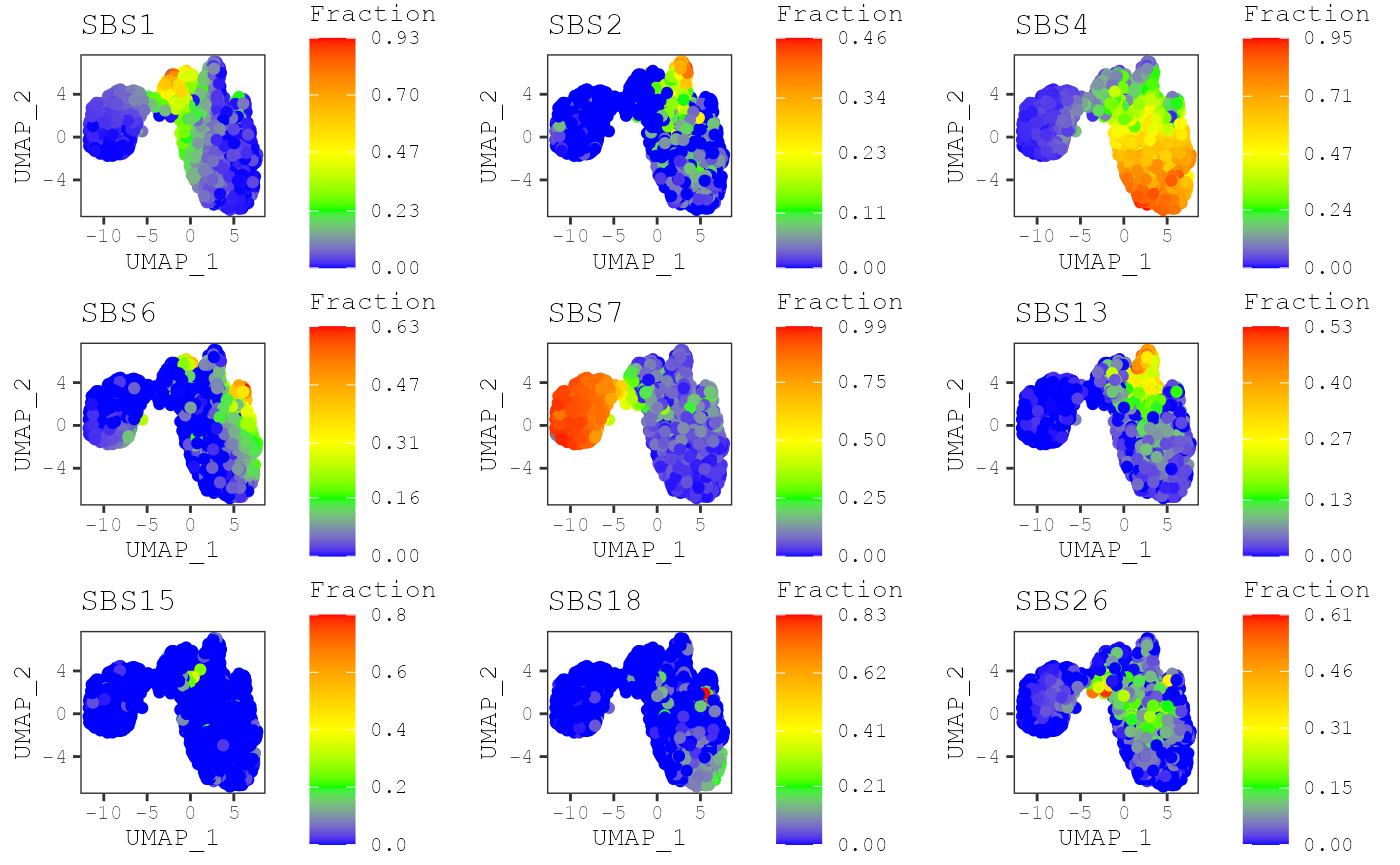 SBS1
Fraction
0.93
0.70
0.47
0.23
0.00
UMAP_2
4
0
-4
-10 -5 0 5
UMAP_1
SBS2
Fraction
0.46
0.34
0.23
0.11
0.00
UMAP_2
4
0
-4
-10 -5 0 5
UMAP_1
SBS4
Fraction
0.95
0.71
0.47
0.24
0.00
UMAP_2
4
0
-4
-10 -5 0 5
UMAP_1
SBS6
Fraction
0.63
0.47
0.31
0.16
0.00
UMAP_2
4
0
-4
-10 -5 0 5
UMAP_1
SBS7
Fraction
0.99
0.75
0.50
0.25
0.00
UMAP_2
4
0
-4
-10 -5 0 5
UMAP_1
SBS13
Fraction
0.53
0.40
0.27
0.13
0.00
UMAP_2
4
0
-4
-10 -5 0 5
UMAP_1
SBS15
Fraction
0.8
0.6
0.4
0.2
0.0
UMAP_2
4
0
-4
-10 -5 0 5
UMAP_1
SBS18
Fraction
0.83
0.62
0.41
0.21
0.00
UMAP_2
4
0
-4
-10 -5 0 5
UMAP_1
SBS26
Fraction
0.61
0.46
0.31
0.15
0.00
UMAP_2
4
0
-4
-10 -5 0 5
UMAP_1